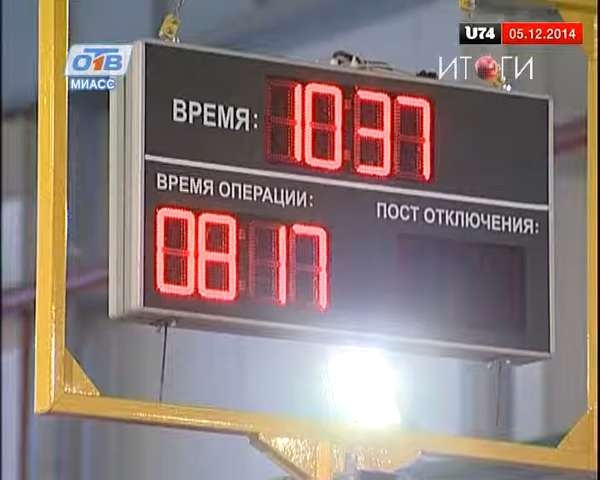 U74 05.12.2014
ОТВ
МИАСС
ИТОГИ
ВРЕМЯ: 10 37
ВРЕМЯ ОПЕРАЦИИ:
ПОСТ ОТКЛЮЧЕНИЯ:
08 17